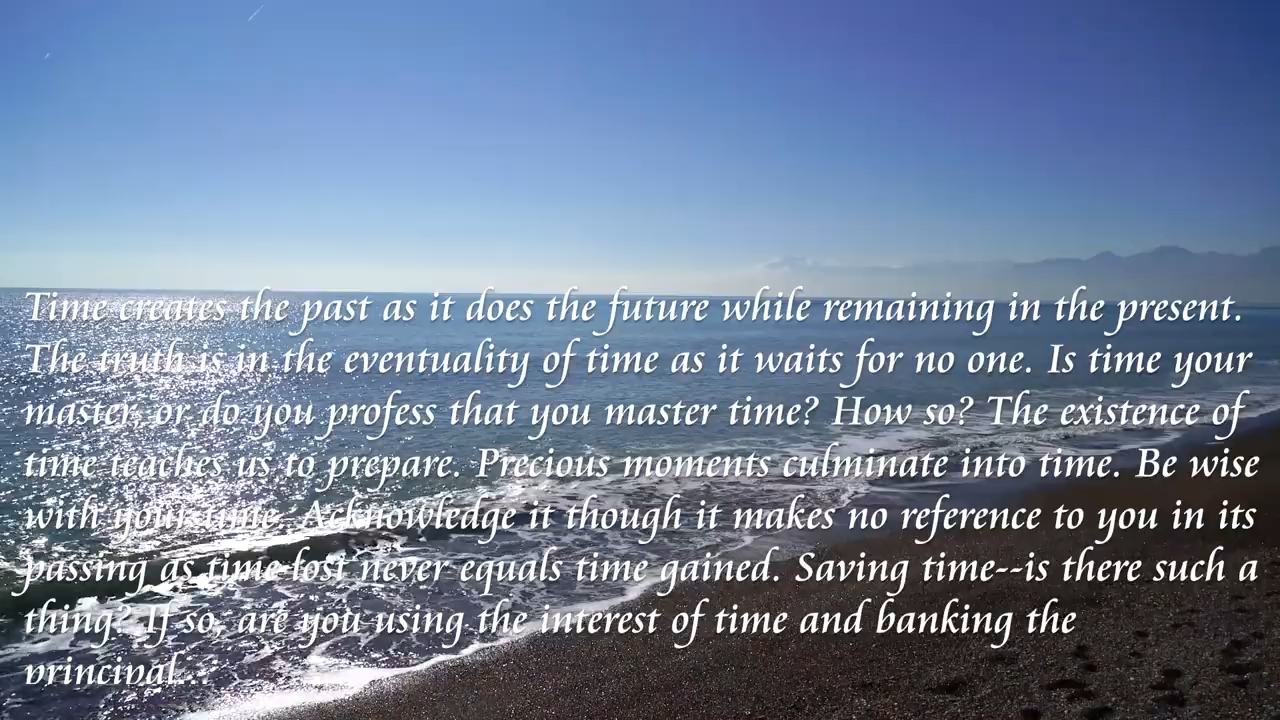 Time creates the past as it does the future while remaining in the present.
The truth is in the eventuality of time as it waits for no one. Is time your
master, or do you profess that you master time? How so? The existence of
time teaches us to prepare. Precious moments culminate into time. Be wise
with your time. Acknowledge it though it makes no reference to you in its
passing as time lost never equals time gained. Saving time--is there such a
thing? If so, are you using the interest of time and banking the
principal...